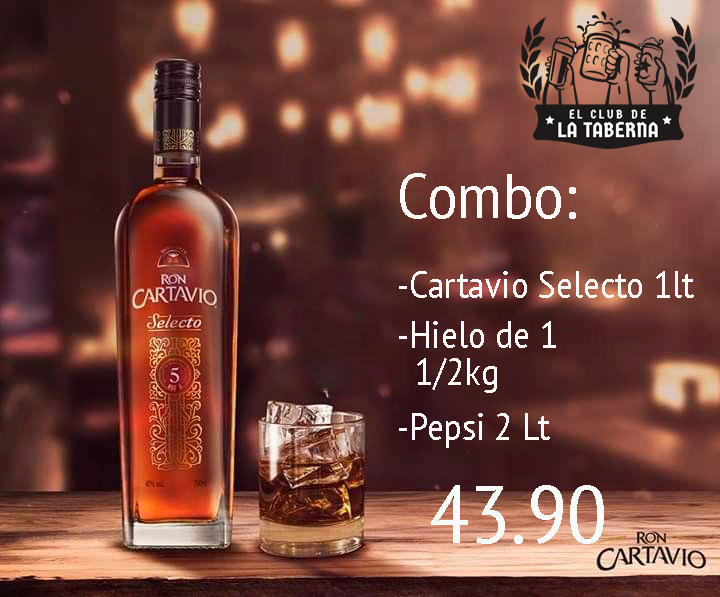 EL CLUB DE
LA TABERNA
Combo:
-Cartavio Selecto 1lt
-Hielo de 1
1/2kg
-Pepsi 2 Lt
43.90
RON
CARTAVIO
Selecto
5
RON
CARTAVIO